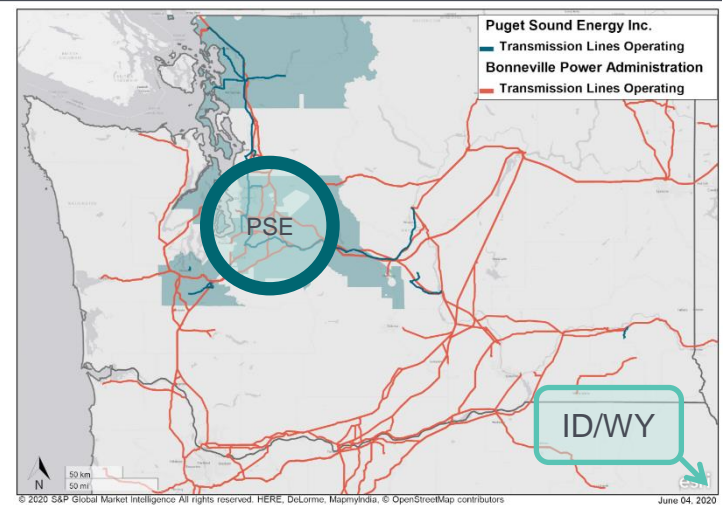 Puget Sound Energy Inc.
Transmission Lines Operating
Bonneville Power Administration
Transmission Lines Operating
PSE
ID/WY
N
50 km
50 mi
esri
© 2020 S&P Global Market Intelligence All rights reserved. HERE, DeLorme, MapmyIndia, © OpenStreetMap contributors
June 04, 2020